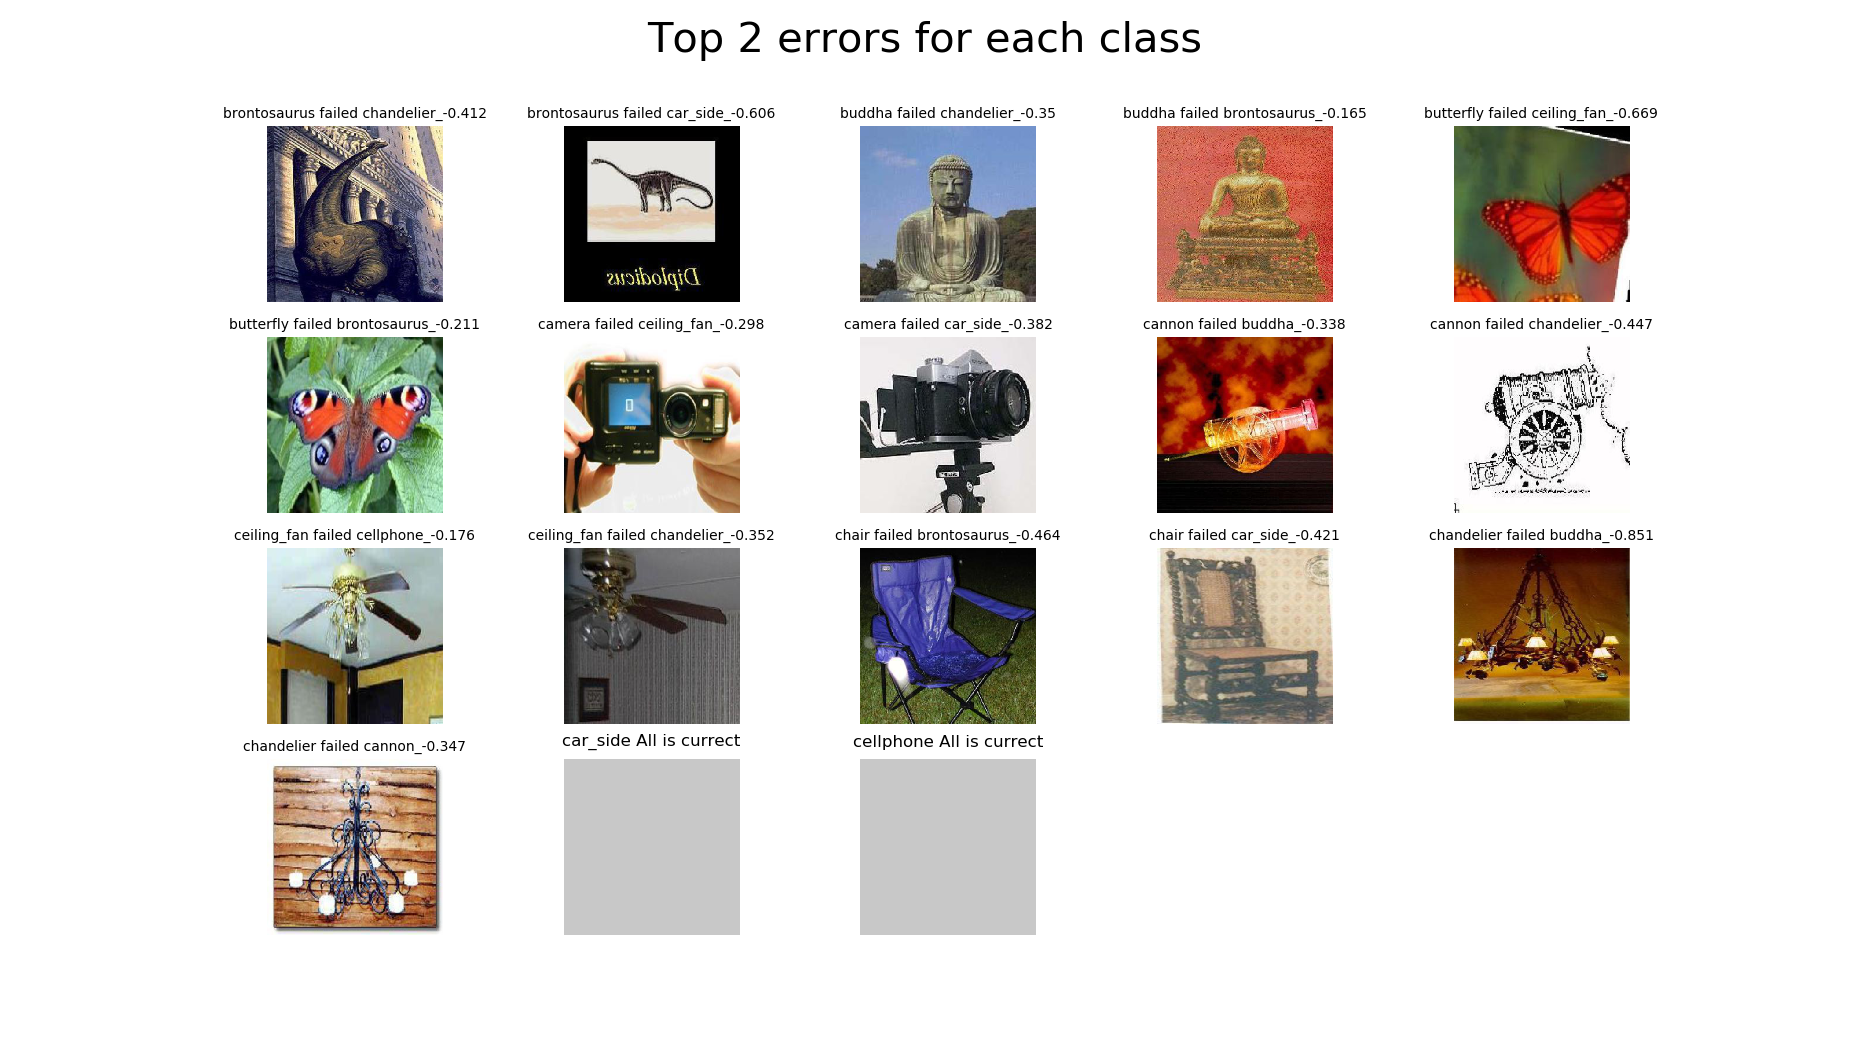 Top 2 errors for each class
brontosaurus failed chandelier_-0.412
brontosaurus failed car_side_-0.606
buddha failed chandelier_-0.35
buddha failed brontosaurus_-0.165
butterfly failed ceiling_fan_-0.669
Diplodicus
butterfly failed brontosaurus_-0.211
camera failed ceiling_fan_-0.298
camera failed car_side_-0.382
cannon failed buddha_-0.338
cannon failed chandelier_-0.447
ceiling_fan failed cellphone_-0.176
ceiling_fan failed chandelier_-0.352
chair failed brontosaurus_-0.464
chair failed car_side_-0.421
chandelier failed buddha_-0.851
chandelier failed cannon_-0.347
car_side All is currect
cellphone All is currect